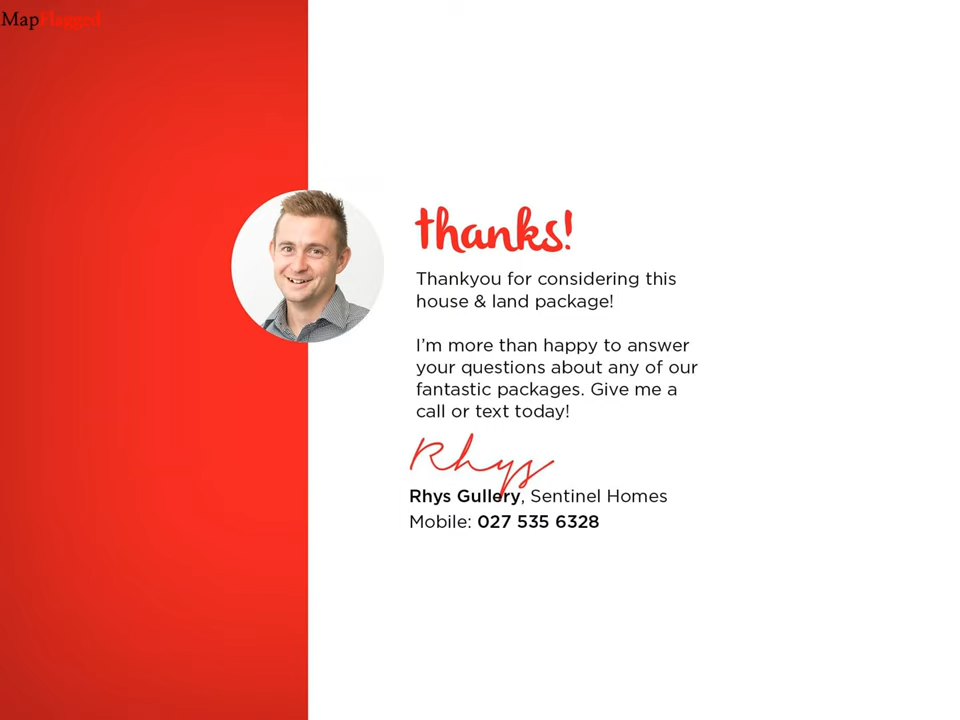 MapFlagged
thanks!
Thankyou for considering this
house & land package!
I'm more than happy to answer
your questions about any of our
fantastic packages. Give me a
call or text today!
Rhys
Rhys Gullery, Sentinel Homes
Mobile: 027 535 6328